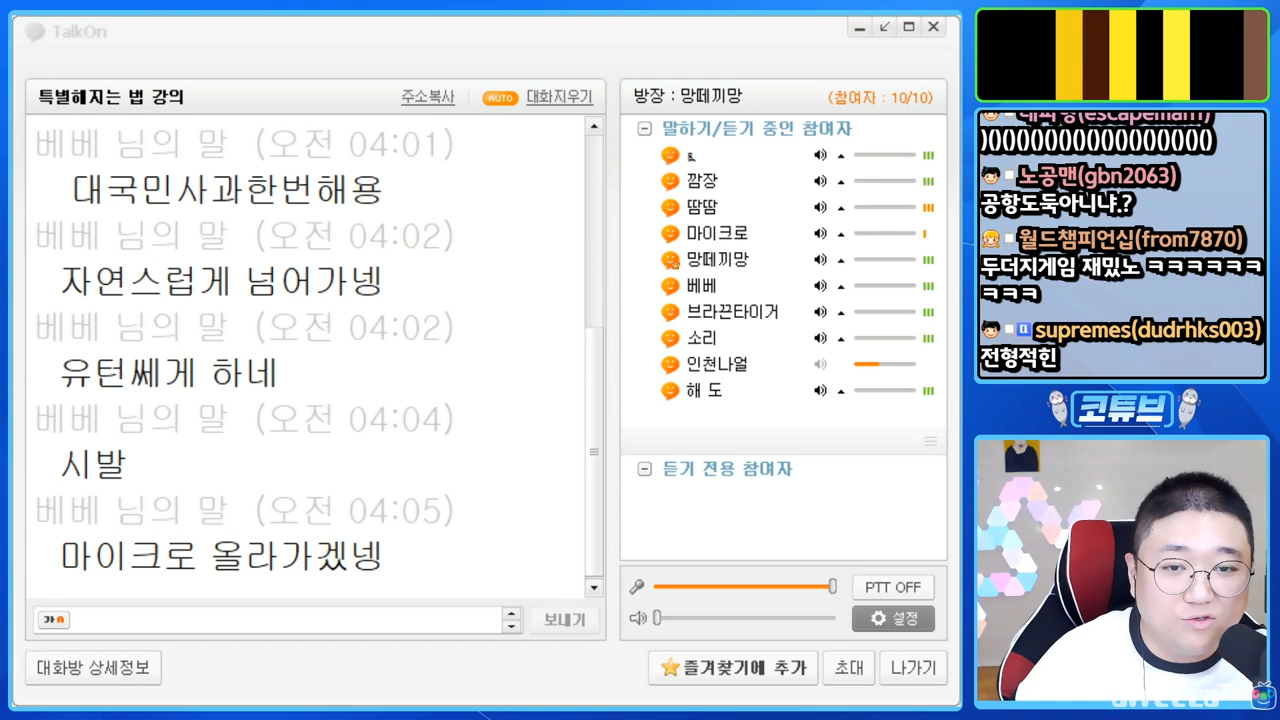 TalkOn
특별해지는 법 강의
주소복사
AUTO 대화지우기
베베 님의 말 (오전 04:01)
대국민사과한번해용
베베 님의 말 (오전 04:02)
자연스럽게 넘어가넹
베베 님의 말 (오전 04:02)
유턴쎄게 하네
베베 님의 말 (오전 04:04)
시발
베베 님의 말 (오전 04:05)
마이크로 올라가겠넹
가A
보내기
대화방 상세정보
방장 : 망떼끼망
(참여자 : 10/10)
말하기/듣기 중인 참여자
깜장
땀땀
마이크로
망떼끼망
베베
브라끈타이거
소리
인천나얼
해 도
듣기 전용 참여자
PTT OFF
설정
즐겨찾기에 추가
초대
나가기
)()()()()()()()()()()()()()()()()()
노공맨(gbn2063)
공항도둑아니냐.?
월드챔피언십(from7870)
두더지게임 재밌노 ㅋㅋㅋㅋㅋㅋ
ㅋㅋㅋㅋ
supremes(dudrhks003)
전형적힌
코튜브